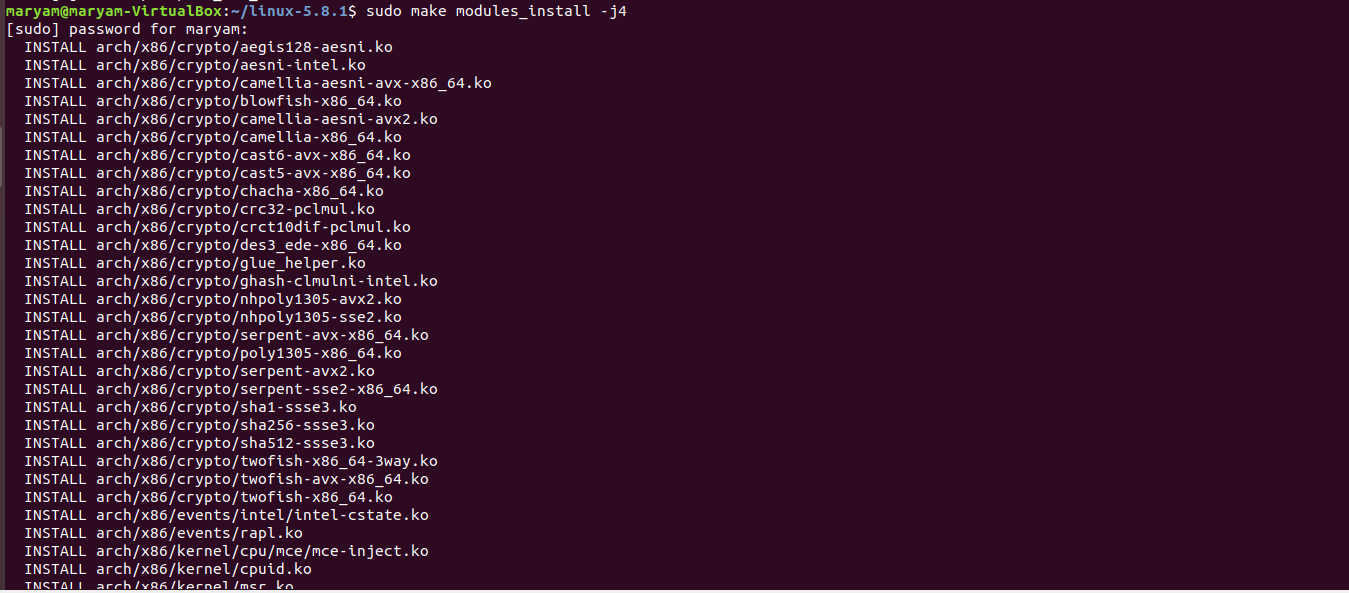 maryam@maryam-VirtualBox:~/linux-5.8.1$ sudo make modules_install -j4
[sudo] password for maryam:
INSTALL arch/x86/crypto/aegis128-aesni.ko
INSTALL arch/x86/crypto/aesni-intel.ko
INSTALL arch/x86/crypto/camellia-aesni-avx-x86_64.ko
INSTALL arch/x86/crypto/blowfish-x86_64.ko
INSTALL arch/x86/crypto/camellia-aesni-avx2.ko
INSTALL arch/x86/crypto/camellia-x86_64.ko
INSTALL arch/x86/crypto/cast6-avx-x86_64.ko
INSTALL arch/x86/crypto/cast5-avx-x86_64.ko
INSTALL arch/x86/crypto/chacha-x86_64.ko
INSTALL arch/x86/crypto/crc32-pclmul.ko
INSTALL arch/x86/crypto/crct10dif-pclmul.ko
INSTALL arch/x86/crypto/des3_ede-x86_64.ko
INSTALL arch/x86/crypto/glue_helper.ko
INSTALL arch/x86/crypto/ghash-clmulni-intel.ko
INSTALL arch/x86/crypto/nhpoly1305-avx2.ko
INSTALL arch/x86/crypto/nhpoly1305-sse2.ko
INSTALL arch/x86/crypto/serpent-avx-x86_64.ko
INSTALL arch/x86/crypto/poly1305-x86_64.ko
INSTALL arch/x86/crypto/serpent-avx2.ko
INSTALL arch/x86/crypto/serpent-sse2-x86_64.ko
INSTALL arch/x86/crypto/sha1-ssse3.ko
INSTALL arch/x86/crypto/sha256-ssse3.ko
INSTALL arch/x86/crypto/sha512-ssse3.ko
INSTALL arch/x86/crypto/twofish-x86_64-3way.ko
INSTALL arch/x86/crypto/twofish-avx-x86_64.ko
INSTALL arch/x86/crypto/twofish-x86_64.ko
INSTALL arch/x86/events/intel/intel-cstate.ko
INSTALL arch/x86/events/rapl.ko
INSTALL arch/x86/kernel/cpu/mce/mce-inject.ko
INSTALL arch/x86/kernel/cpuid.ko
INSTALL arch/x86/kernel/msr.ko